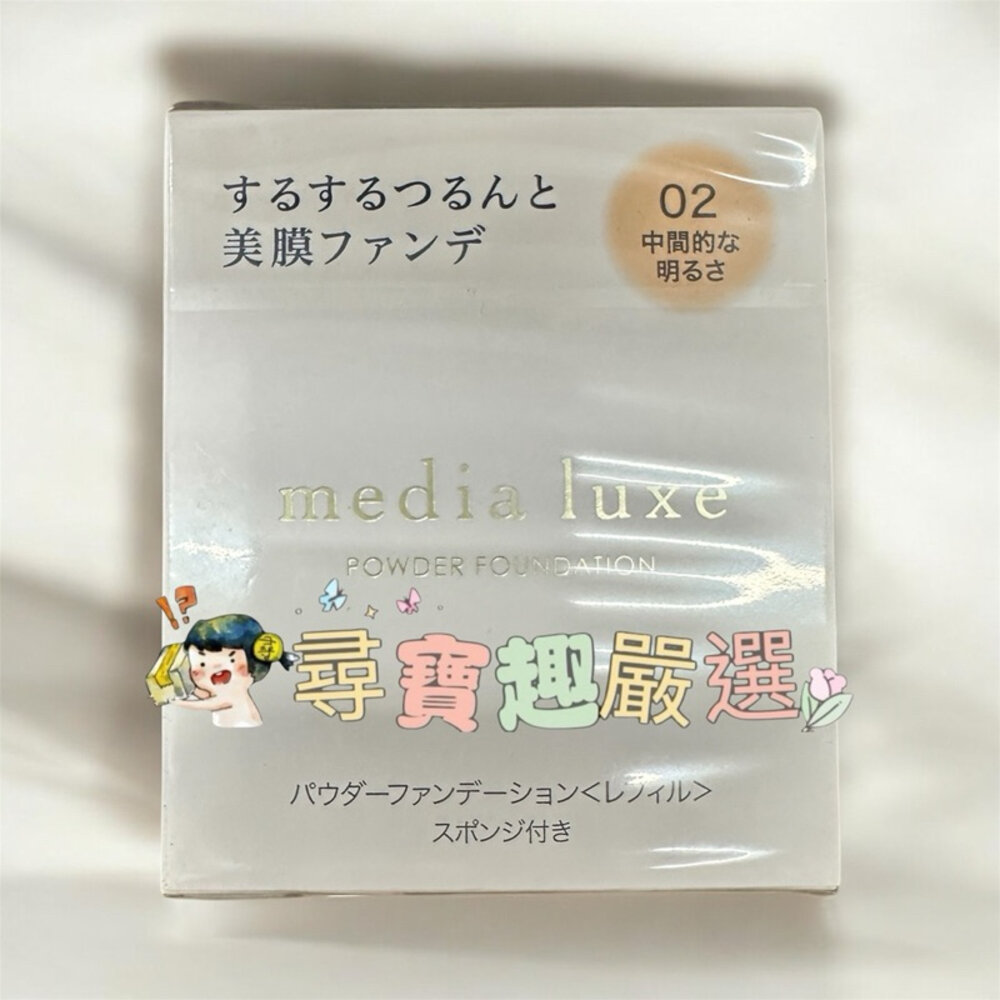 するするつるんと
美膜ファンデ
02
中間的な
明るさ
media luxe
POWDER FOUNDATION
!?
尋寶趣嚴選
パウダーファンデーション<レフィル>
スポンジ付き